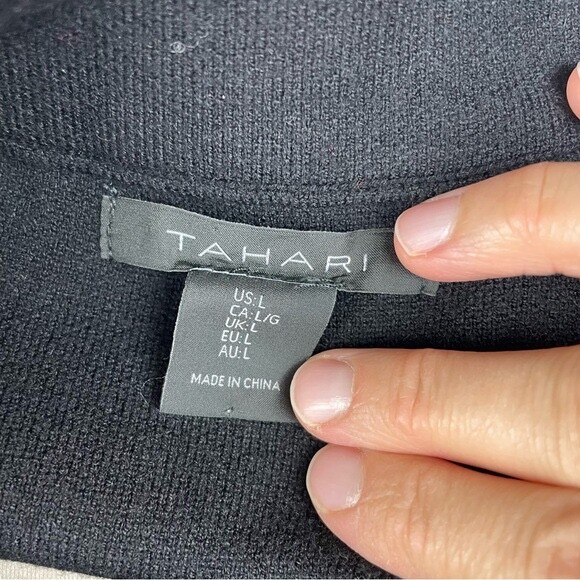 TAHARI
US: L
CA: L/G
UK: L
EU: L
AU: L
MADE IN CHINA